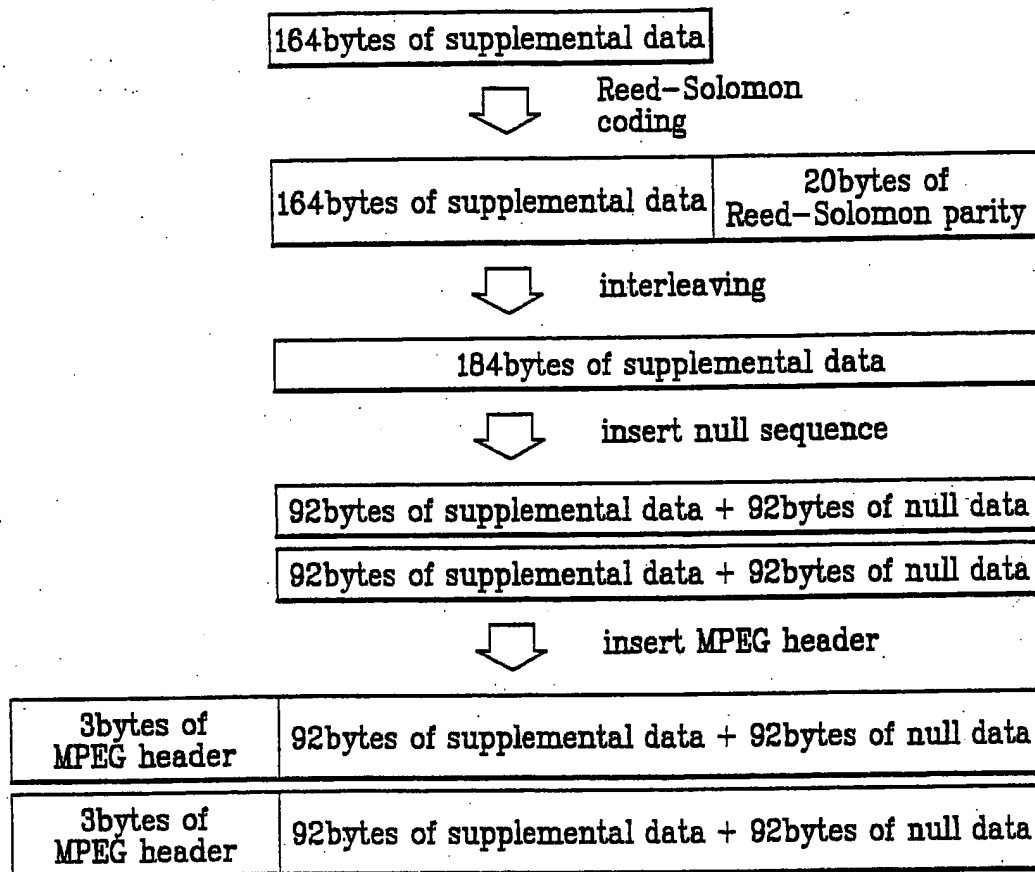 164bytes of supplemental data
Reed-Solomon
coding
164bytes of supplemental data
20bytes of
Reed-Solomon parity
interleaving
184bytes of supplemental data
insert null sequence
92bytes of supplemental data + 92bytes of null data
92bytes of supplemental data + 92bytes of null data
insert MPEG header
3bytes of
MPEG header
92bytes of supplemental data + 92bytes of null data
3bytes of
MPEG header
92bytes of supplemental data + 92bytes of null data